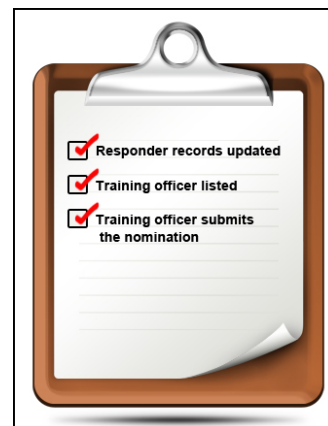 Responder records updated
Training officer listed
Training officer submits
the nomination